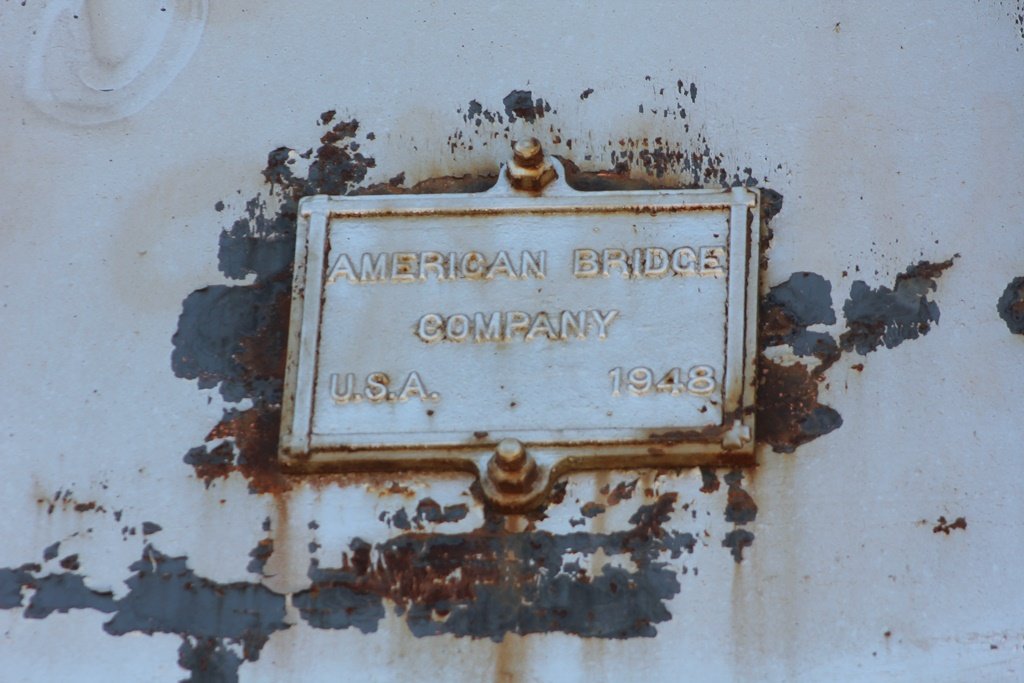 AMERICAN BRIDGE
COMPANY
U.S.A. 1948